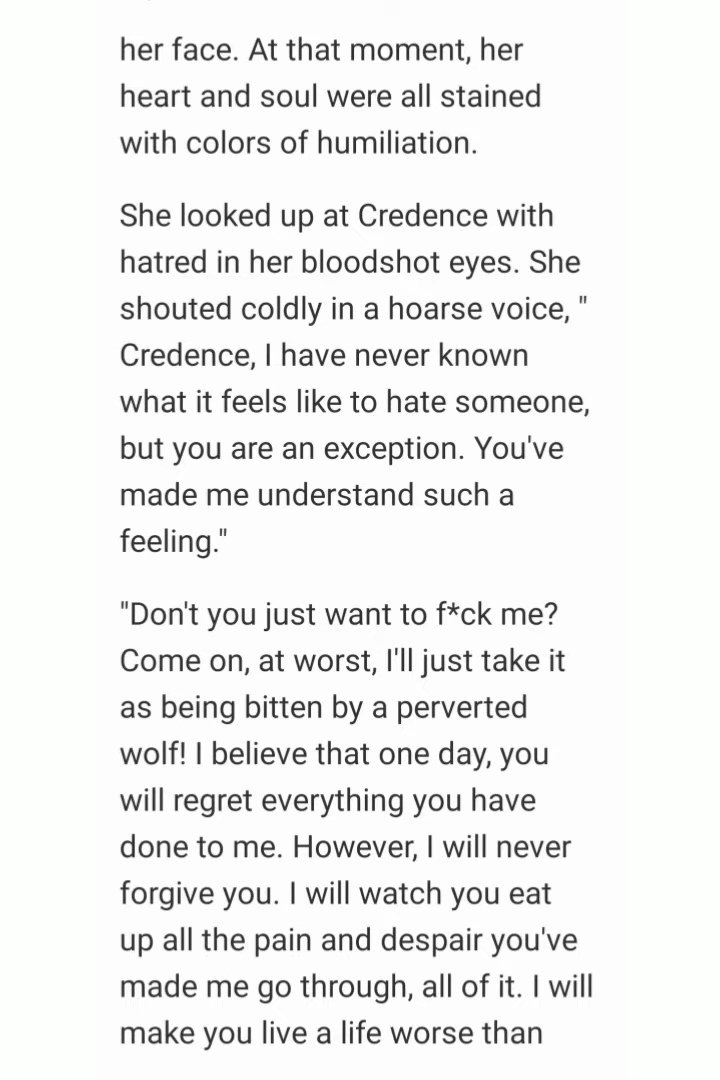 her face. At that moment, her
heart and soul were all stained
with colors of humiliation.
She looked up at Credence with
hatred in her bloodshot eyes. She
shouted coldly in a hoarse voice, "
Credence, I have never known
what it feels like to hate someone,
but you are an exception. You've
made me understand such a
feeling."
"Don't you just want to f*ck me?
Come on, at worst, I'll just take it
as being bitten by a perverted
wolf! I believe that one day, you
will regret everything you have
done to me. However, I will never
forgive you. I will watch you eat
up all the pain and despair you've
made me go through, all of it. I will
make you live a life worse than